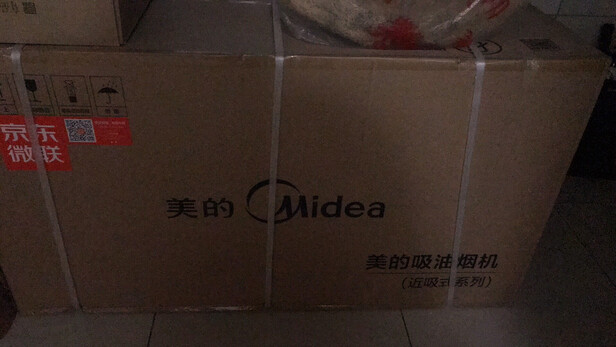 京东
微联
美的 Midea
美的吸油烟机
(近吸式系列)